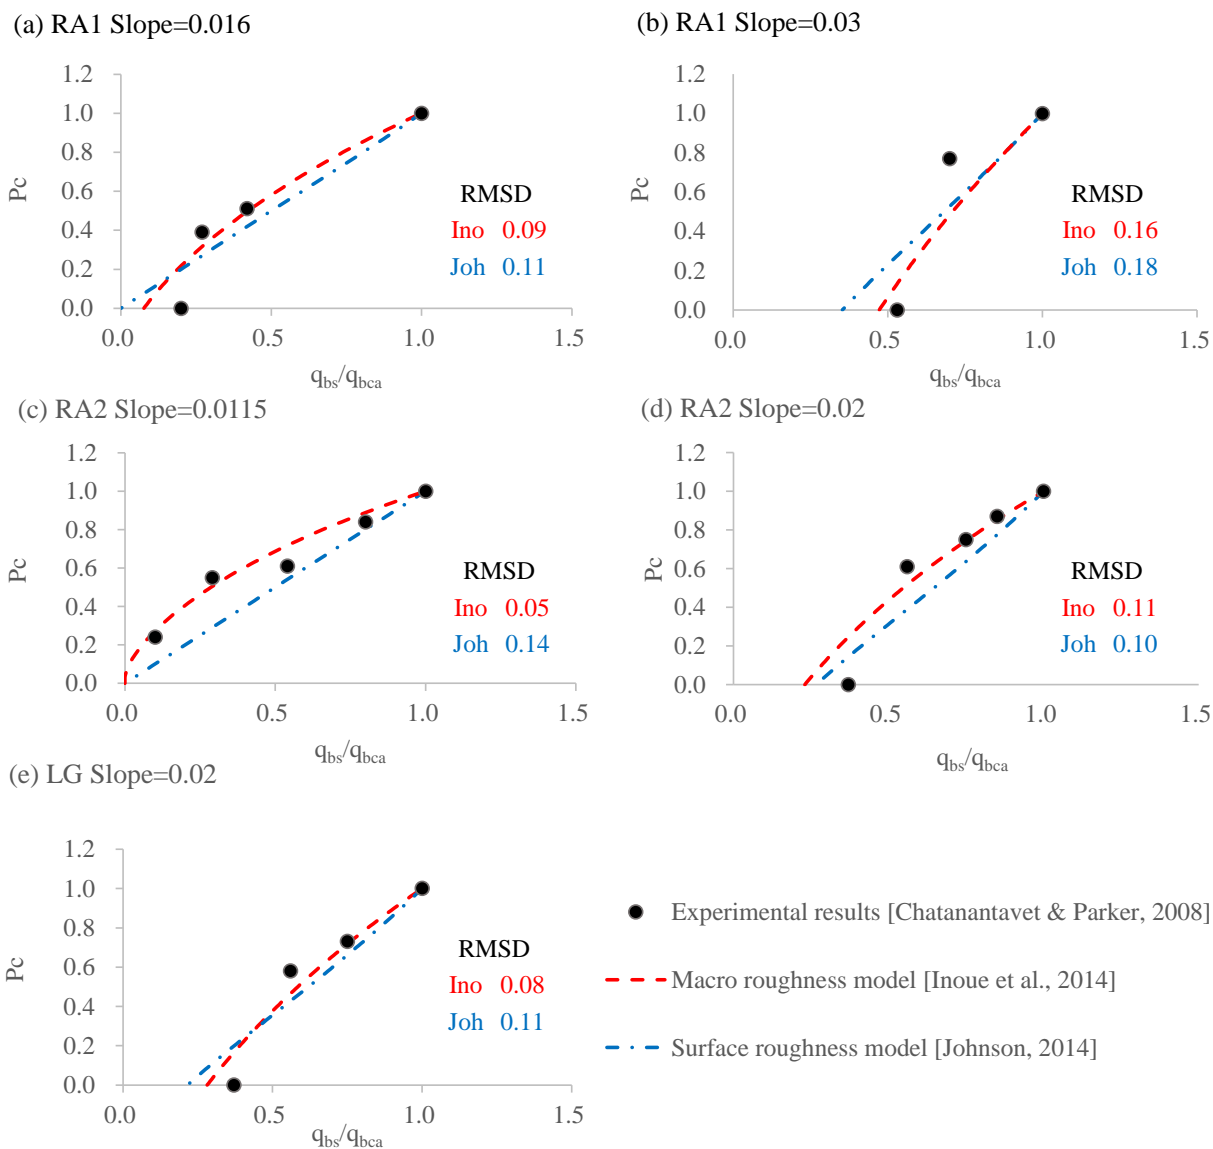 (a) RA1 Slope=0.016
1.2
1.0
0.8
0.6
0.4
0.2
0.0
Pc
RMSD
Ino 0.09
Joh 0.11
0.0 0.5 1.0 1.5
qbs/qbca
(b) RA1 Slope=0.03
1.2
1.0
0.8
0.6
0.4
0.2
0.0
Pc
RMSD
Ino 0.16
Joh 0.18
0.0 0.5 1.0 1.5
qbs/qbca
(c) RA2 Slope=0.0115
1.2
1.0
0.8
0.6
0.4
0.2
0.0
Pc
RMSD
Ino 0.05
Joh 0.14
0.0 0.5 1.0 1.5
qbs/qbca
(d) RA2 Slope=0.02
1.2
1.0
0.8
0.6
0.4
0.2
0.0
Pc
RMSD
Ino 0.11
Joh 0.10
0.0 0.5 1.0 1.5
qbs/qbca
(e) LG Slope=0.02
1.2
1.0
0.8
0.6
0.4
0.2
0.0
Pc
RMSD
Ino 0.08
Joh 0.11
0.0 0.5 1.0 1.5
qbs/qbca
Experimental results [Chatanantavet & Parker, 2008]
Macro roughness model [Inoue et al., 2014]
Surface roughness model [Johnson, 2014]